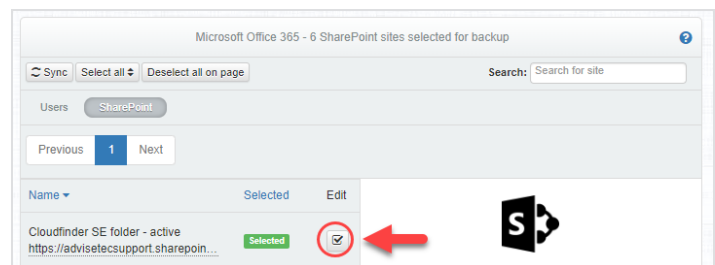 Microsoft Office 365 - 6 SharePoint sites selected for backup ?
Sync Select all Deselect all on page Search: Search for site
Users SharePoint
Previous 1 Next
Name Selected Edit
Cloudfinder SE folder - active
https://advisetecsupport.sharepoin... Selected
S